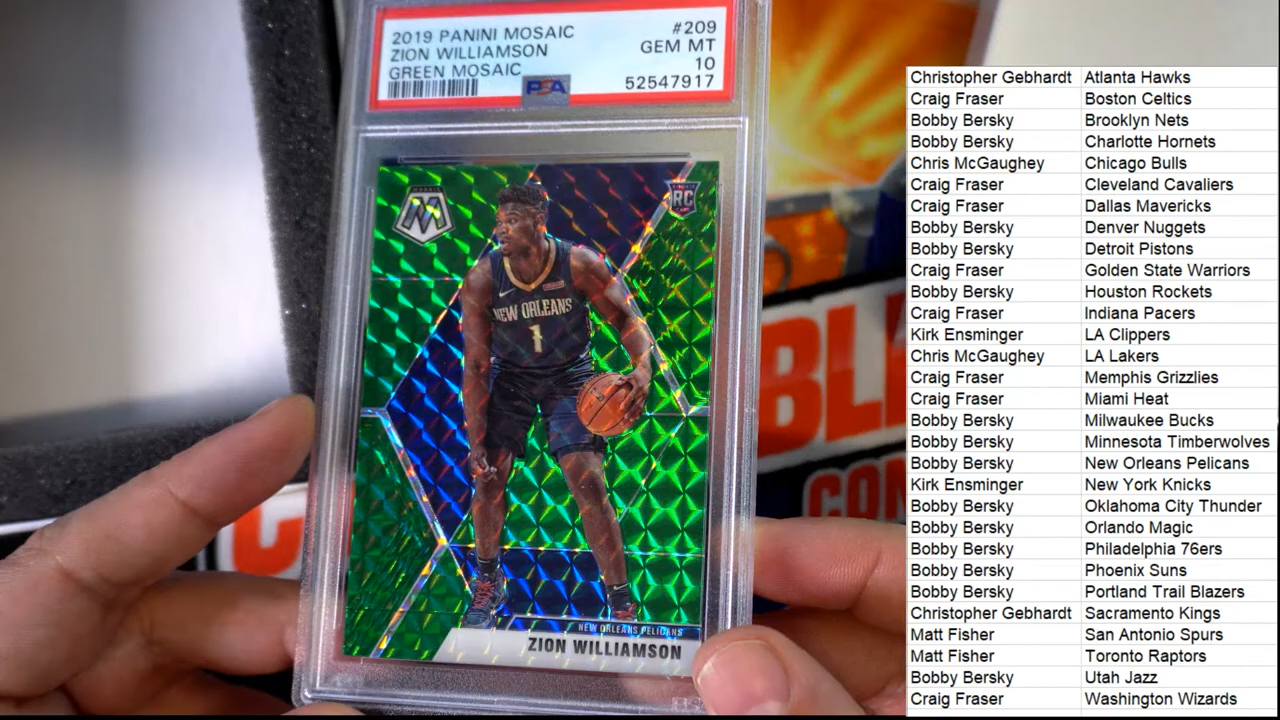 2019 PANINI MOSAIC #209
ZION WILLIAMSON GEM MT
GREEN MOSAIC 10
PSA 52547917
MOSAIC
M
RC
NEW ORLEANS
1
NEW ORLEANS PELICANS
ZION WILLIAMSON
BL
CON
C
Christopher Gebhardt Atlanta Hawks
Craig Fraser Boston Celtics
Bobby Bersky Brooklyn Nets
Bobby Bersky Charlotte Hornets
Chris McGaughey Chicago Bulls
Craig Fraser Cleveland Cavaliers
Craig Fraser Dallas Mavericks
Bobby Bersky Denver Nuggets
Bobby Bersky Detroit Pistons
Craig Fraser Golden State Warriors
Bobby Bersky Houston Rockets
Craig Fraser Indiana Pacers
Kirk Ensminger LA Clippers
Chris McGaughey LA Lakers
Craig Fraser Memphis Grizzlies
Craig Fraser Miami Heat
Bobby Bersky Milwaukee Bucks
Bobby Bersky Minnesota Timberwolves
Bobby Bersky New Orleans Pelicans
Kirk Ensminger New York Knicks
Bobby Bersky Oklahoma City Thunder
Bobby Bersky Orlando Magic
Bobby Bersky Philadelphia 76ers
Bobby Bersky Phoenix Suns
Bobby Bersky Portland Trail Blazers
Christopher Gebhardt Sacramento Kings
Matt Fisher San Antonio Spurs
Matt Fisher Toronto Raptors
Bobby Bersky Utah Jazz
Craig Fraser Washington Wizards